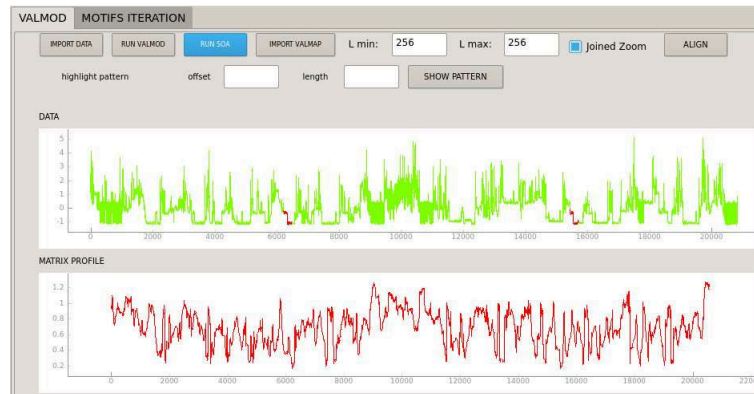 VALMOD MOTIFS ITERATION
IMPORT DATA RUN VALMOD RUN SOA IMPORT VALMAP L min: 256 L max: 256 Joined Zoom ALIGN
highlight pattern offset length SHOW PATTERN
DATA
5
4
3
2
1
0
-1
0 2000 4000 6000 8000 10000 12000 14000 16000 18000 20000
MATRIX PROFILE
1.2
1
0.8
0.6
0.4
0.2
0 2000 4000 6000 8000 10000 12000 14000 16000 18000 20000